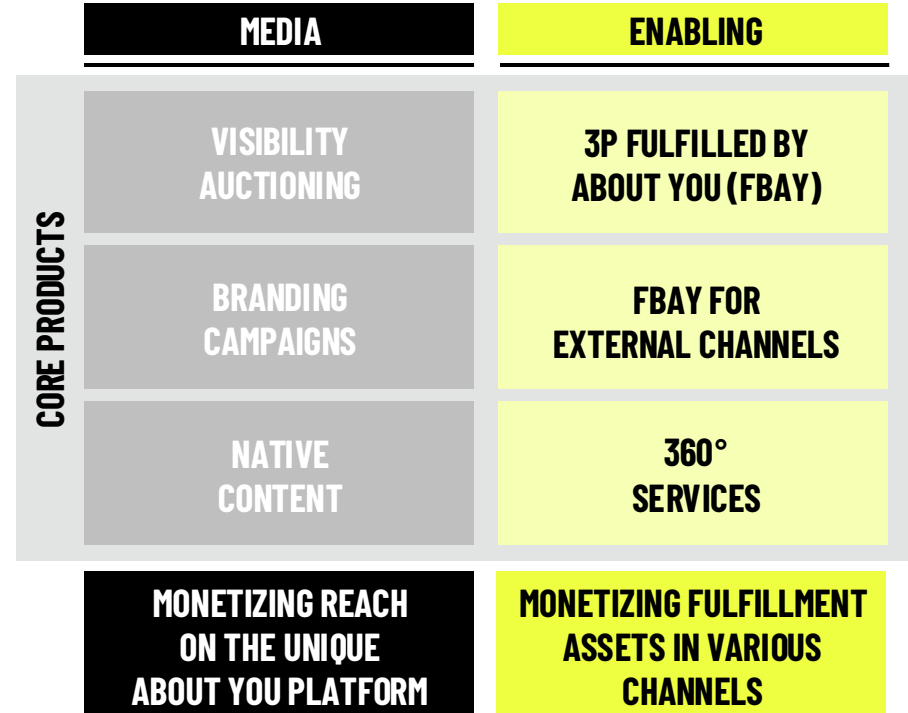 MEDIA
ENABLING
CORE PRODUCTS
VISIBILITY
AUCTIONING
3P FULFILLED BY
ABOUT YOU (FBAY)
BRANDING
CAMPAIGNS
FBAY FOR
EXTERNAL CHANNELS
NATIVE
CONTENT
360°
SERVICES
MONETIZING REACH
ON THE UNIQUE
ABOUT YOU PLATFORM
MONETIZING FULFILLMENT
ASSETS IN VARIOUS
CHANNELS